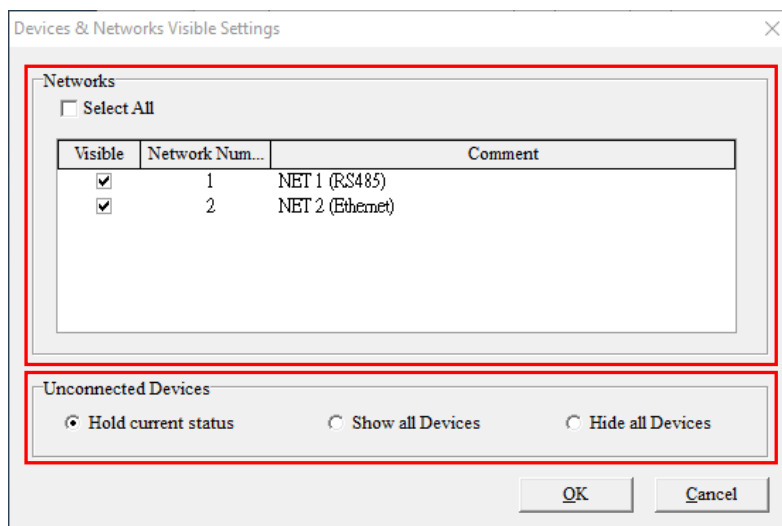 Devices & Networks Visible Settings
Networks
Select All
Visible Network Num... Comment
1 NET 1 (RS485)
2 NET 2 (Ethernet)
Unconnected Devices
Hold current status Show all Devices Hide all Devices
OK Cancel